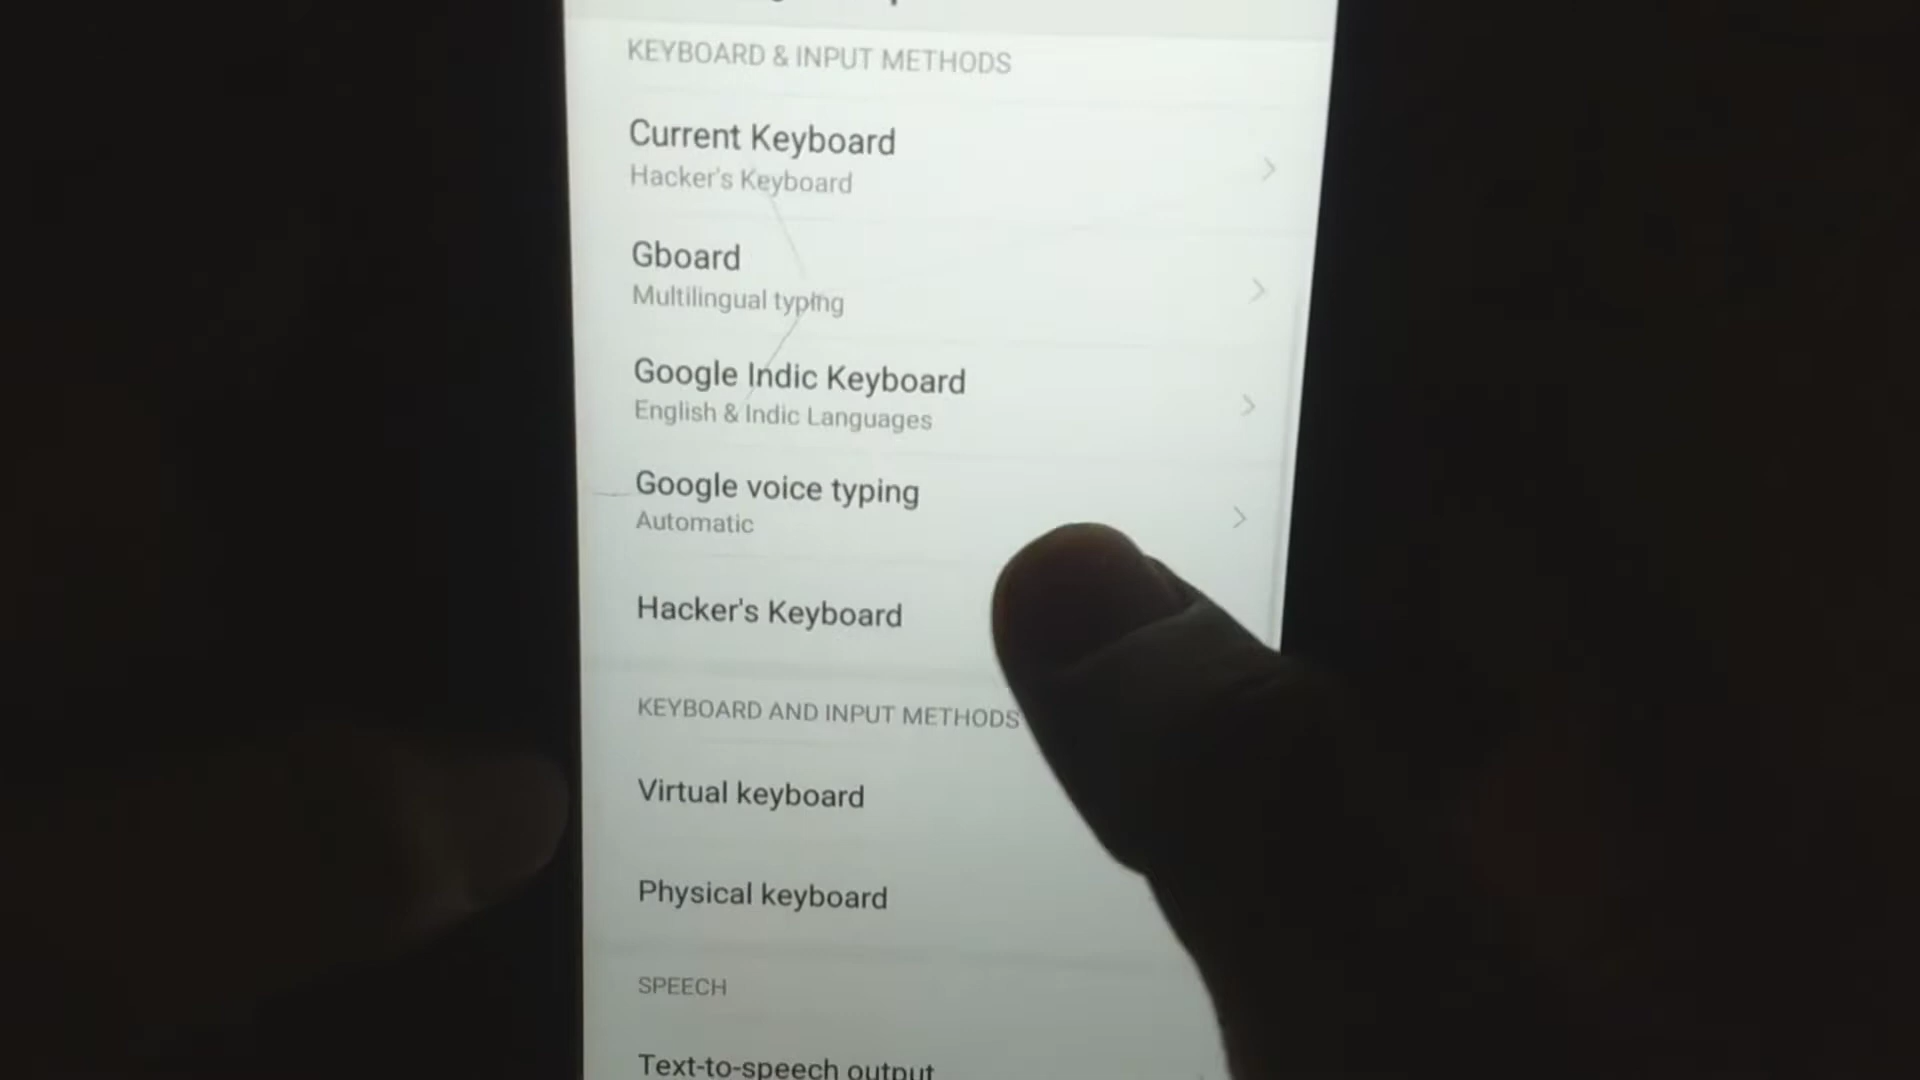 KEYBOARD & INPUT METHODS
Current Keyboard
Hacker's Keyboard
Gboard
Multilingual typing
Google Indic Keyboard
English & Indic Languages
Google voice typing
Automatic
Hacker's Keyboard
KEYBOARD AND INPUT METHODS
Virtual keyboard
Physical keyboard
SPEECH
Text-to-speech output